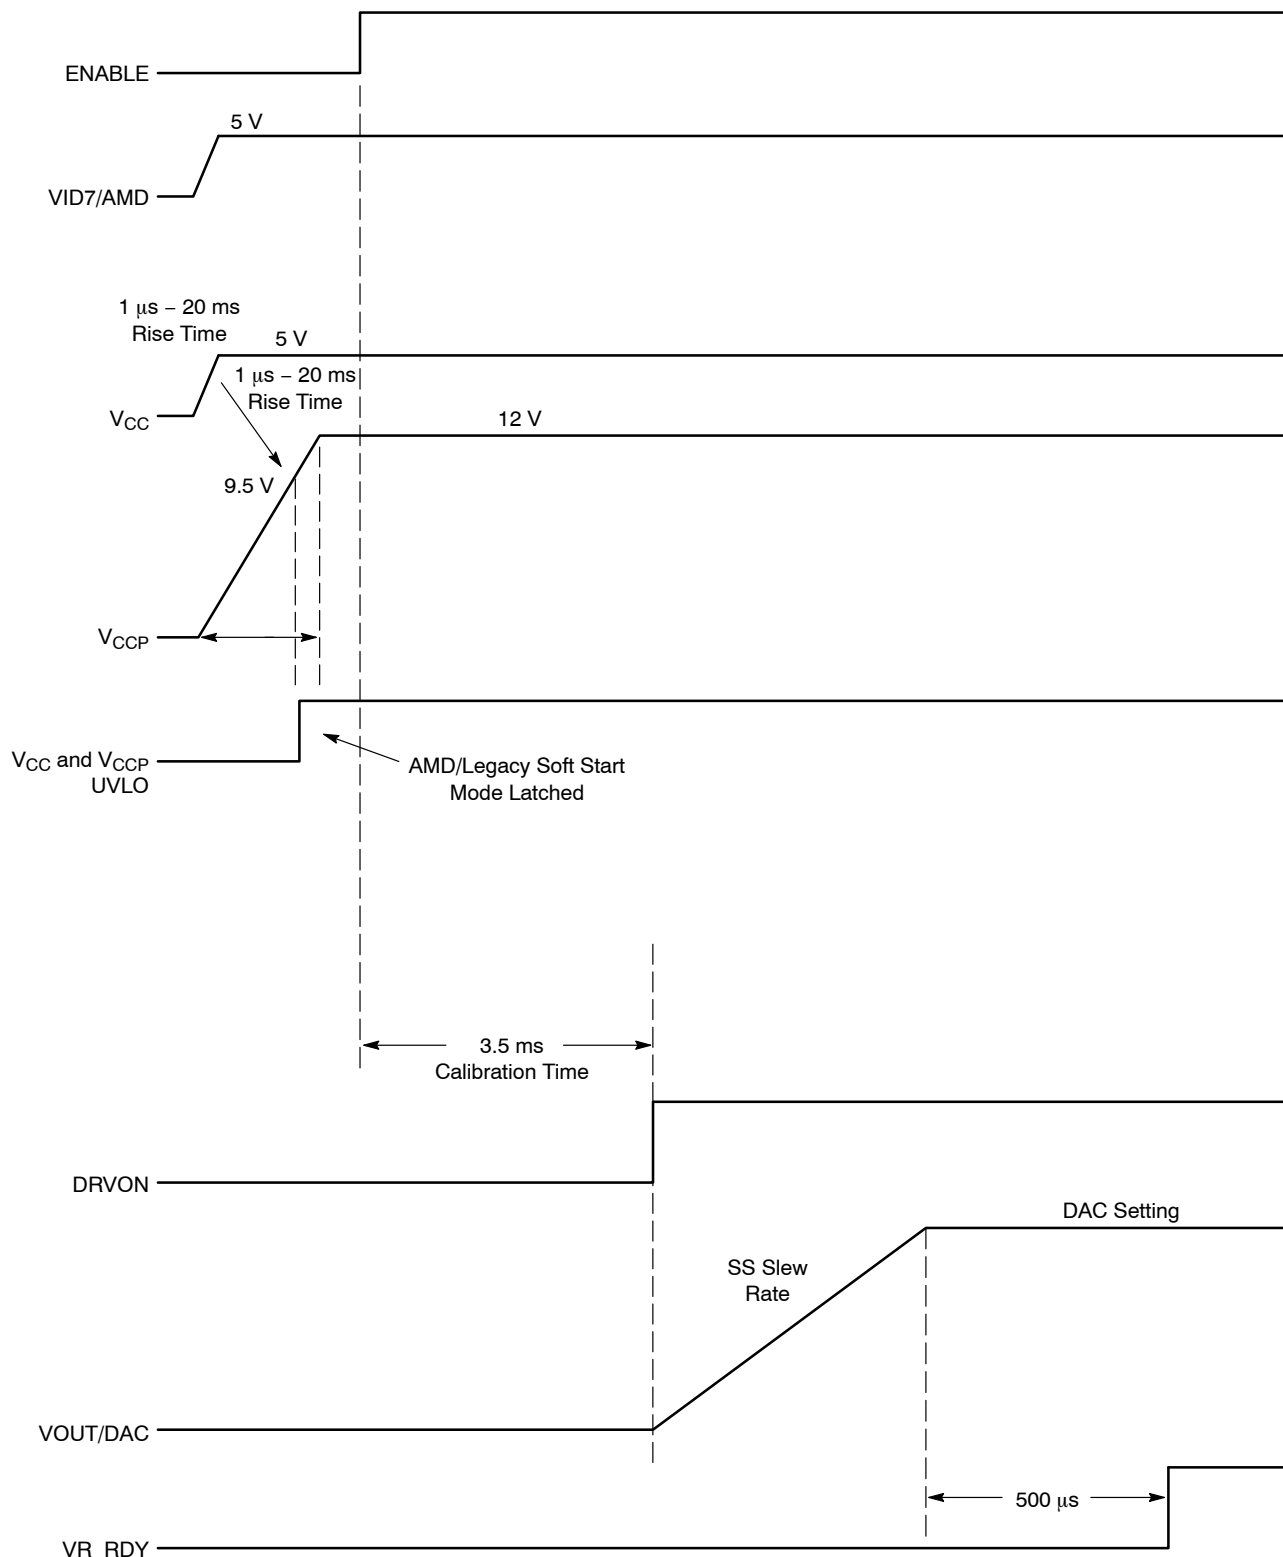 ENABLE
5 V
VID7/AMD
1 μs – 20 ms
Rise Time
5 V
1 μs – 20 ms
Rise Time
VCC
12 V
9.5 V
VCCP
VCC and VCCP
UVLO
AMD/Legacy Soft Start
Mode Latched
3.5 ms
Calibration Time
DRVON
DAC Setting
SS Slew
Rate
VOUT/DAC
500 μs
VR_RDY